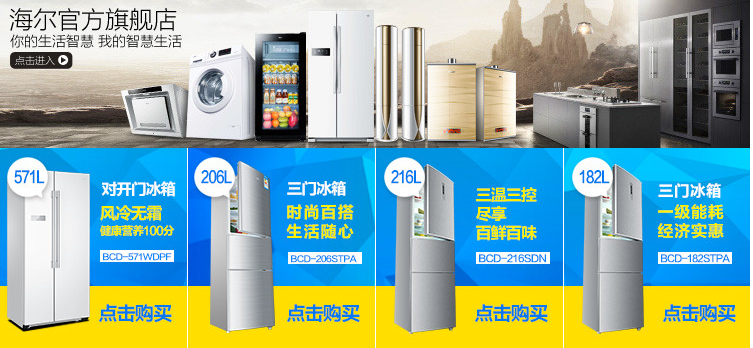 海尔官方旗舰店
你的生活智慧 我的智慧生活
点击进入
571L
对开门冰箱
风冷无霜
健康营养100分
BCD-571WDPF
点击购买
206L
三门冰箱
时尚百搭
生活随心
BCD-206STPA
点击购买
216L
三温三控
尽享
百鲜百味
BCD-216SDN
点击购买
182L
三门冰箱
一级能耗
经济实惠
BCD-182STPA
点击购买